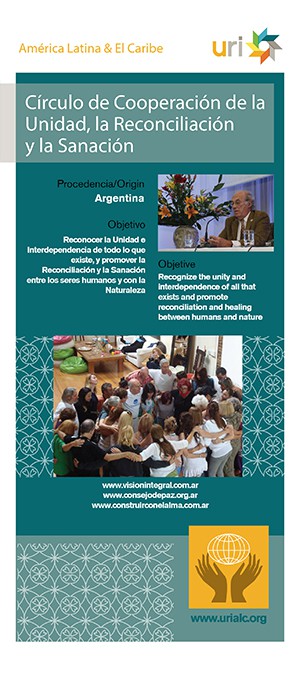 América Latina & El Caribe
uri
Círculo de Cooperación de la
Unidad, la Reconciliación
y la Sanación
Procedencia/Origin
Argentina
Objetivo
Reconocer la Unidad e
Interdependencia de todo lo que
existe, y promover la
Reconciliación y la Sanación
entre los seres humanos y con la
Naturaleza
Objetive
Recognize the unity and
interdependence of all that
exists and promote
reconciliation and healing
between humans and nature
www.visionintegral.com.ar
www.consejodepaz.org.ar
www.construirconelalma.com.ar
www.urialc.org